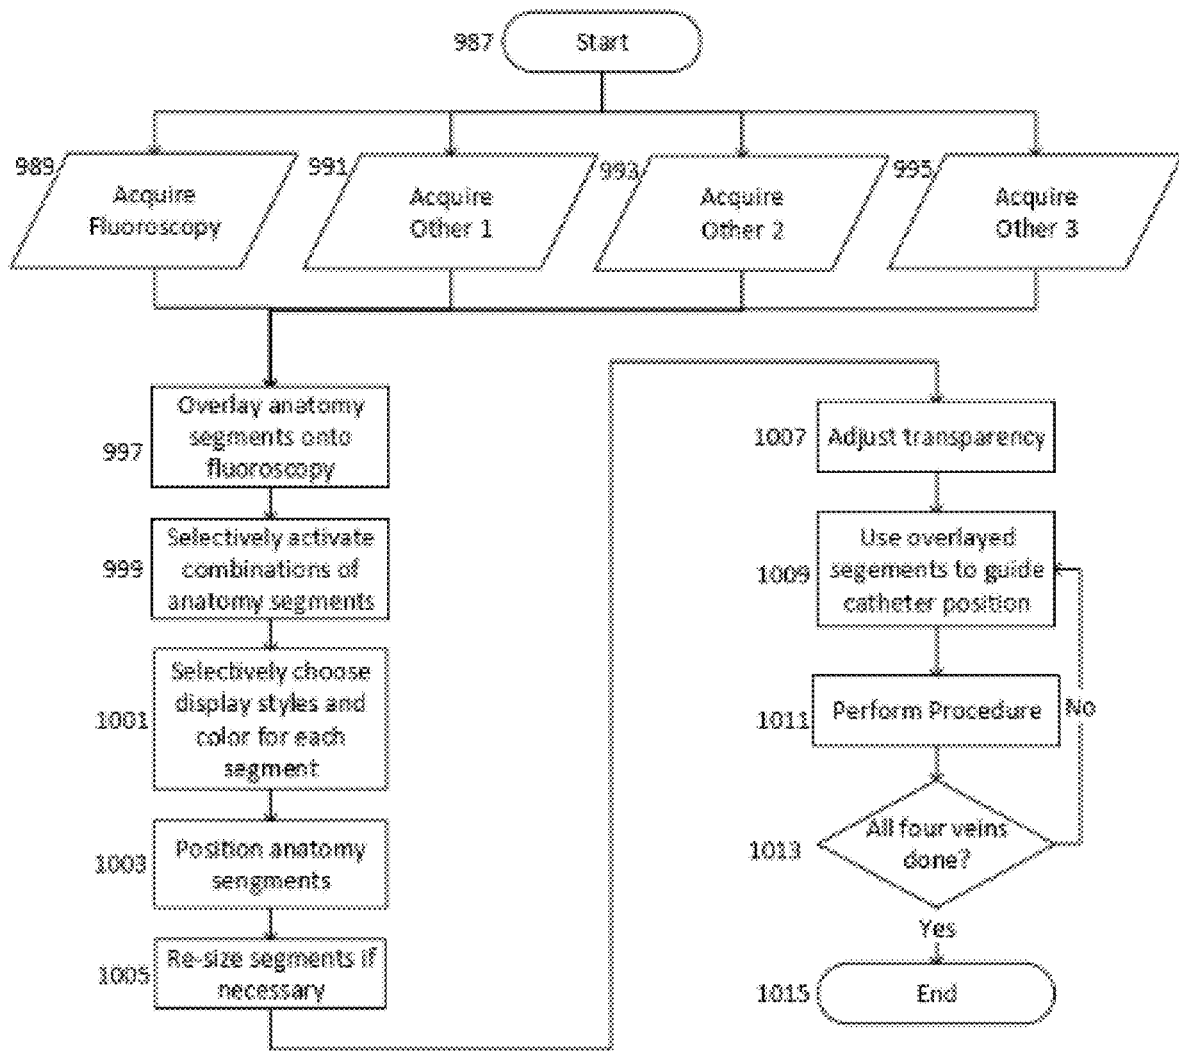 987
Start
989
Acquire
Fluoroscopy
991
Acquire
Other 1
993
Acquire
Other 2
995
Acquire
Other 3
997
Overlay anatomy
segments onto
fluoroscopy
999
Selectively activate
combinations of
anatomy segments
1001
Selectively choose
display styles and
color for each
segment
1003
Position anatomy
sengments
1005
Re-size segments if
necessary
1007
Adjust transparency
1009
Use overlayed
segements to guide
catheter position
1011
Perform Procedure
No
1013
All four veins
done?
Yes
1015
End